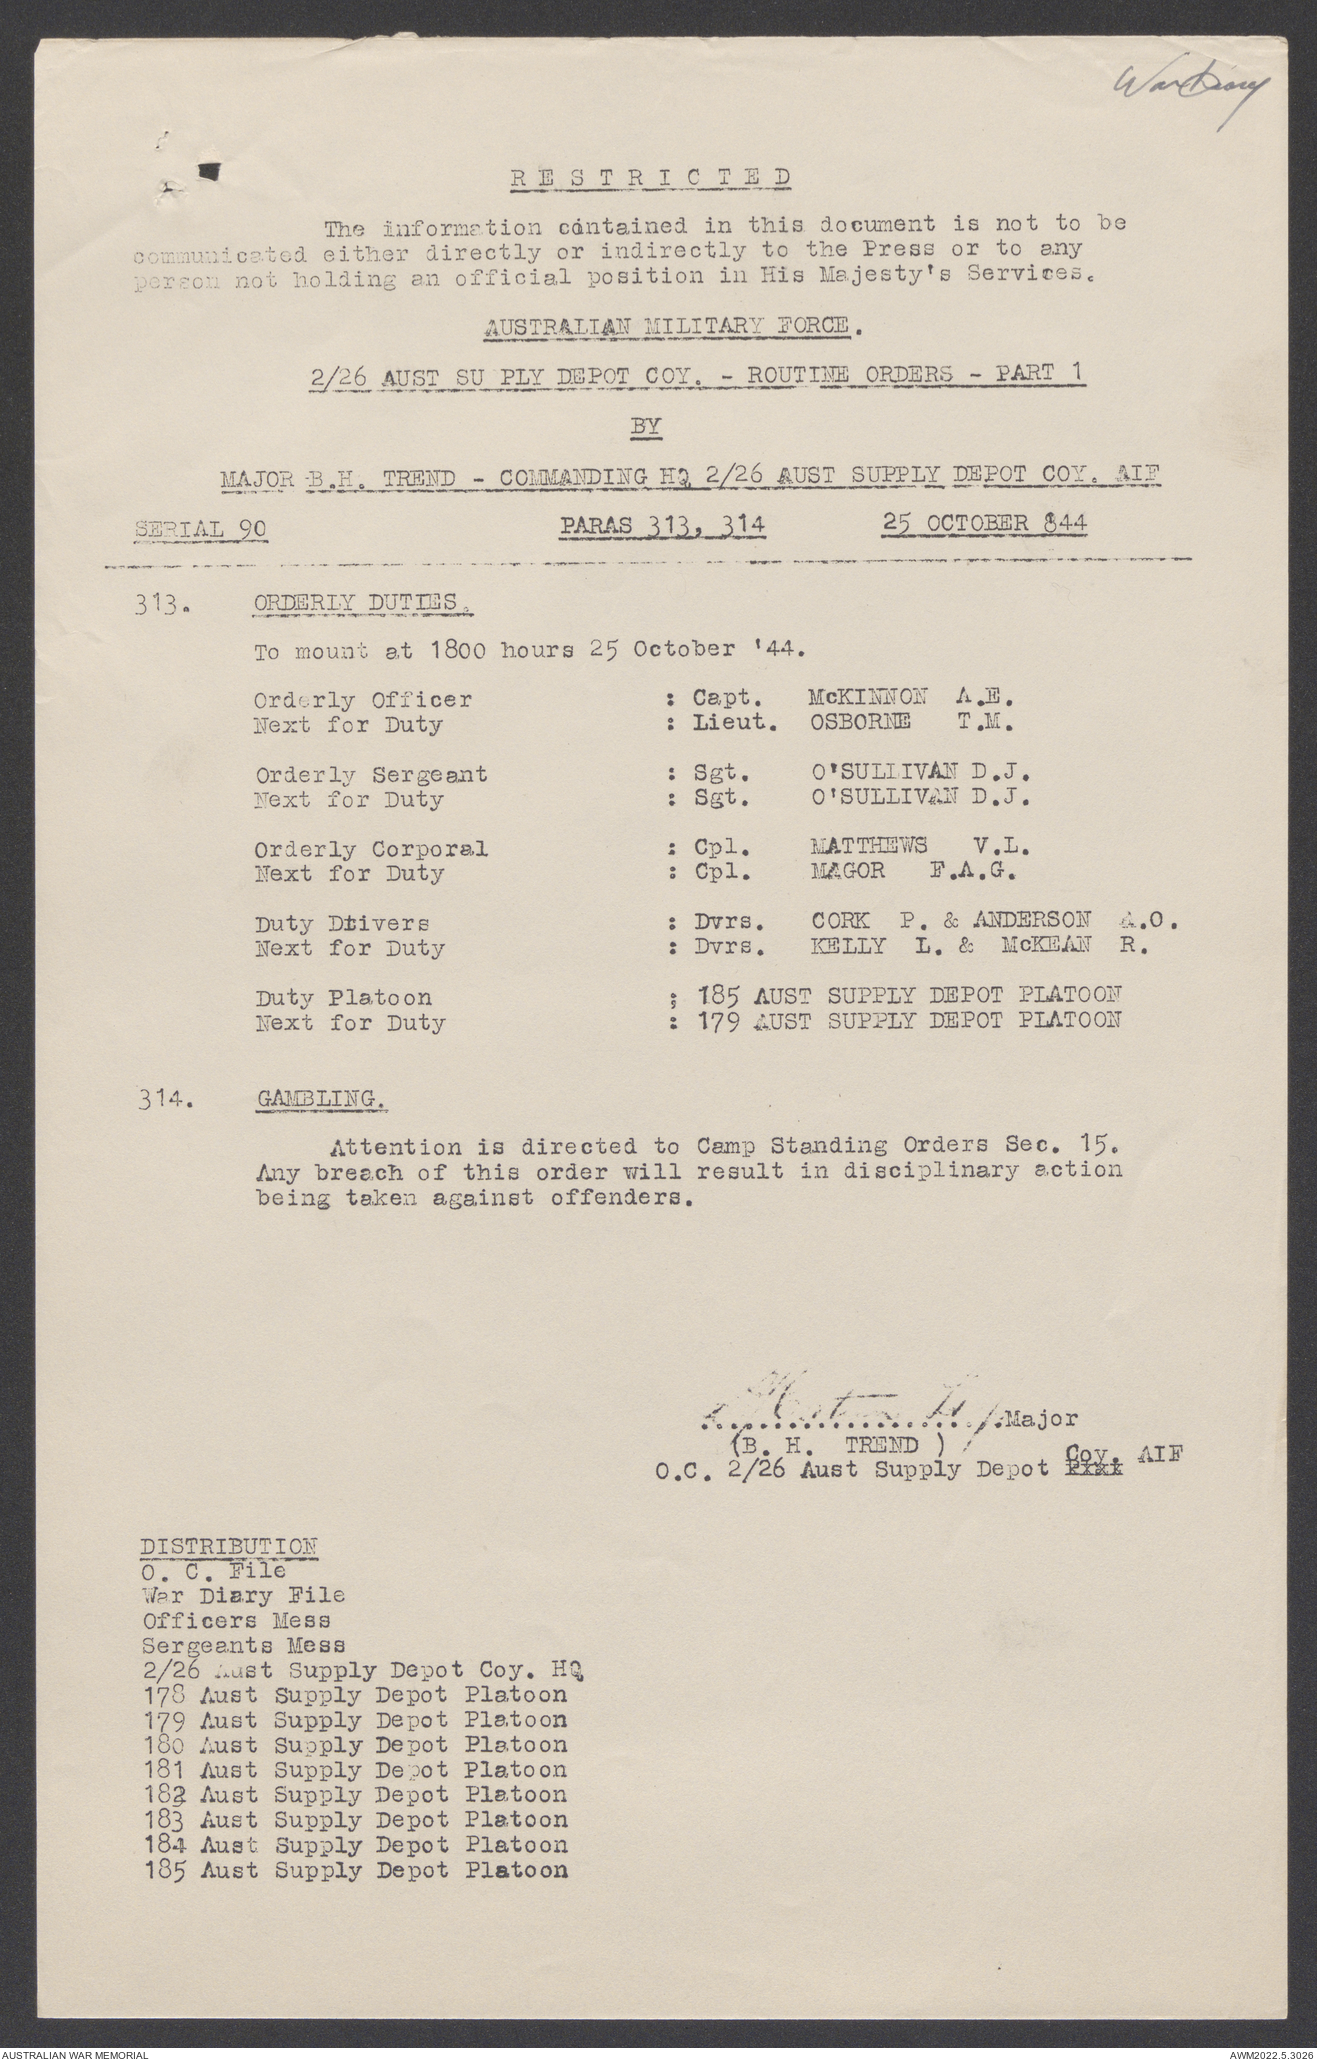 War Diary
R E S T R I C T E D
The information contained in this document is not to be
communicated either directly or indirectly to the Press or to any
person not holding an official position in His Majesty's Services.
AUSTRALIAN MILITARY FORCE.
2/26 AUST SU PLY DEPOT COY. - ROUTINE ORDERS - PART 1
BY
MAJOR B.H. TREND - COMMANDING HQ 2/26 AUST SUPPLY DEPOT COY. AIF
SERIAL 90 PARAS 313, 314 25 OCTOBER 844
313. ORDERLY DUTIES.
To mount at 1800 hours 25 October '44.
Orderly Officer : Capt. McKINNON A.E.
Next for Duty : Lieut. OSBORNE T.M.
Orderly Sergeant : Sgt. O'SULLIVAN D.J.
Next for Duty : Sgt. O'SULLIVAN D.J.
Orderly Corporal : Cpl. MATTHEWS V.L.
Next for Duty : Cpl. MAGOR F.A.G.
Duty Dtivers : Dvrs. CORK P. & ANDERSON A.O.
Next for Duty : Dvrs. KELLY L. & McKEAN R.
Duty Platoon ; 185 AUST SUPPLY DEPOT PLATOON
Next for Duty : 179 AUST SUPPLY DEPOT PLATOON
314. GAMBLING.
Attention is directed to Camp Standing Orders Sec. 15.
Any breach of this order will result in disciplinary action
being taken against offenders.
....................Major
(B. H. TREND )
O.C. 2/26 Aust Supply Depot Coy. AIF
DISTRIBUTION
O. C. File
War Diary File
Officers Mess
Sergeants Mess
2/26 Aust Supply Depot Coy. HQ
178 Aust Supply Depot Platoon
179 Aust Supply Depot Platoon
180 Aust Supply Depot Platoon
181 Aust Supply Depot Platoon
182 Aust Supply Depot Platoon
183 Aust Supply Depot Platoon
184 Aust Supply Depot Platoon
185 Aust Supply Depot Platoon
AUSTRALIAN WAR MEMORIAL AWM2022.5.3026